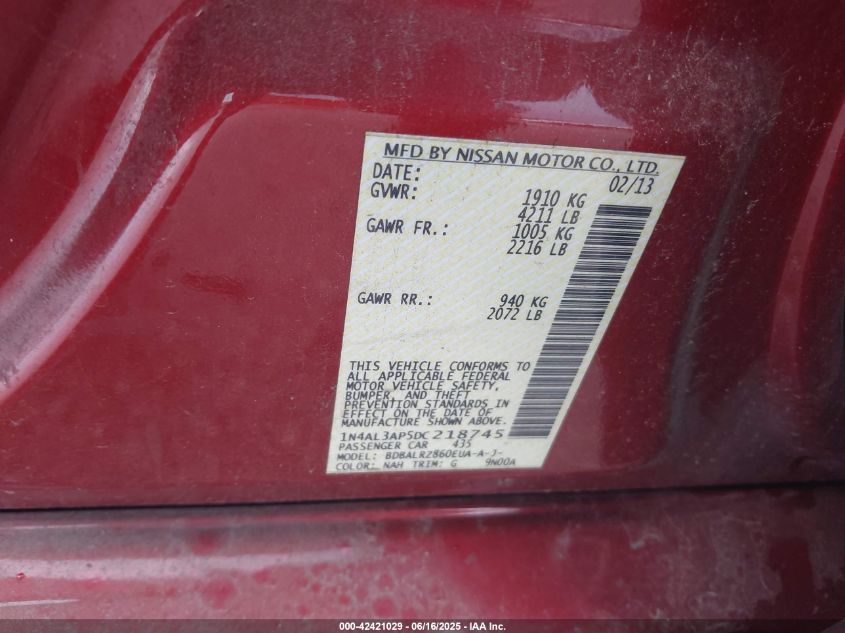 MFD BY NISSAN MOTOR CO., LTD.
DATE: 02/13
GVWR: 1910 KG
4211 LB
GAWR FR.: 1005 KG
2216 LB
GAWR RR.: 940 KG
2072 LB
THIS VEHICLE CONFORMS TO
ALL APPLICABLE FEDERAL
MOTOR VEHICLE SAFETY,
BUMPER, AND THEFT
PREVENTION STANDARDS IN
EFFECT ON THE DATE OF
MANUFACTURE SHOWN ABOVE.
1N4AL3AP5DC218745
PASSENGER CAR 435
MODEL: BDBALRZ860EUA-A-J-
COLOR: NAH TRIM: G 9N00A
000-42421029 - 06/16/2025 - IAA Inc.